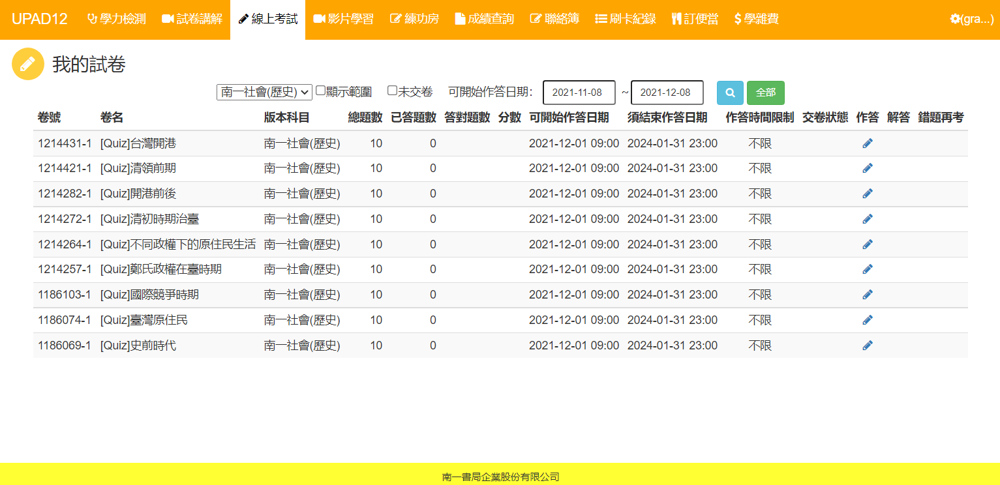 UPAD12 學力檢測 試卷講解 線上考試 影片學習 練功房 成績查詢 聯絡簿 刷卡紀錄 訂便當 $ 學雜費 (gra...)
我的試卷
南一社會(歷史) 顯示範圍 未交卷 可開始作答日期: 2021-11-08 ~ 2021-12-08 全部
卷號 卷名 版本科目 總題數 已答題數 答對題數 分數 可開始作答日期 須結束作答日期 作答時間限制 交卷狀態 作答 解答 錯題再考
1214431-1 [Quiz]台灣開港 南一社會(歷史) 10 0 2021-12-01 09:00 2024-01-31 23:00 不限
1214421-1 [Quiz]清領前期 南一社會(歷史) 10 0 2021-12-01 09:00 2024-01-31 23:00 不限
1214282-1 [Quiz]開港前後 南一社會(歷史) 10 0 2021-12-01 09:00 2024-01-31 23:00 不限
1214272-1 [Quiz]清初時期治臺 南一社會(歷史) 10 0 2021-12-01 09:00 2024-01-31 23:00 不限
1214264-1 [Quiz]不同政權下的原住民生活 南一社會(歷史) 10 0 2021-12-01 09:00 2024-01-31 23:00 不限
1214257-1 [Quiz]鄭氏政權在臺時期 南一社會(歷史) 10 0 2021-12-01 09:00 2024-01-31 23:00 不限
1186103-1 [Quiz]國際競爭時期 南一社會(歷史) 10 0 2021-12-01 09:00 2024-01-31 23:00 不限
1186074-1 [Quiz]臺灣原住民 南一社會(歷史) 10 0 2021-12-01 09:00 2024-01-31 23:00 不限
1186069-1 [Quiz]史前時代 南一社會(歷史) 10 0 2021-12-01 09:00 2024-01-31 23:00 不限
南一書局企業股份有限公司